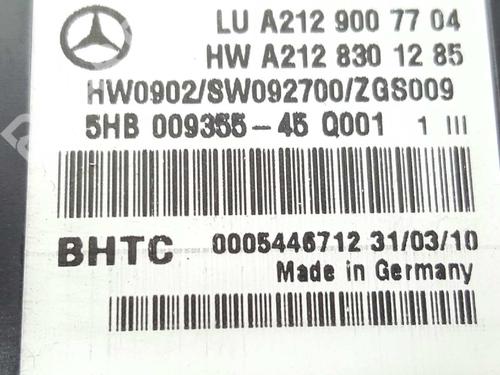 LU A212 900 77 04
HW A212 830 12 85
HW0902/SW092700/ZGS009
5HB 009355-45 Q001 1 III
BHTC 0005446712 31/03/10
Made in Germany